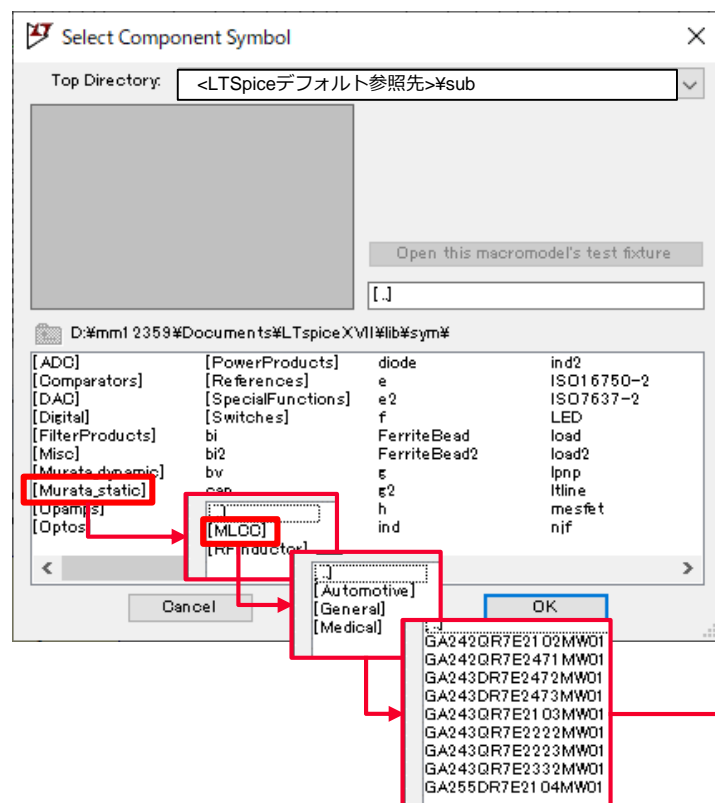 Select Component Symbol
Top Directory:
<LTSpiceデフォルト参照先>¥sub
Open this macromodel's test fixture
[..]
D:¥mm12359¥Documents¥LTspiceXVII¥lib¥sym¥
[ADC] [PowerProducts] diode ind2
[Comparators] [References] e ISO16750-2
[DAC] [SpecialFunctions] e2 ISO7637-2
[Digital] [Switches] f LED
[FilterProducts] bi FerriteBead load
[Misc] bi2 FerriteBead2 load2
[Murata_dynamic] bv g lpnp
[Murata_static] cap g2 ltline
[Opamps] h mesfet
[Optos] ind njf
[..]
[MLCC]
[RFInductor]
[..]
[Automotive]
[General]
[Medical]
Cancel
OK
[..]
GA242QR7E2102MW01
GA242QR7E2471MW01
GA243DR7E2472MW01
GA243DR7E2473MW01
GA243QR7E2103MW01
GA243QR7E2222MW01
GA243QR7E2223MW01
GA243QR7E2332MW01
GA255DR7E2104MW01